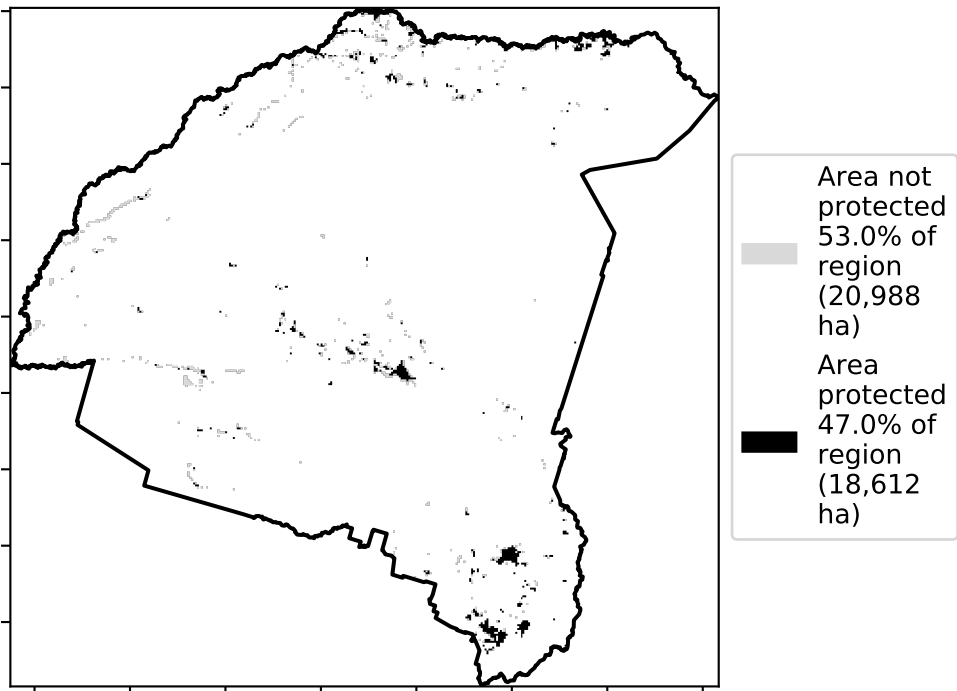 Area not
protected
53.0% of
region
(20,988
ha)
Area
protected
47.0% of
region
(18,612
ha)